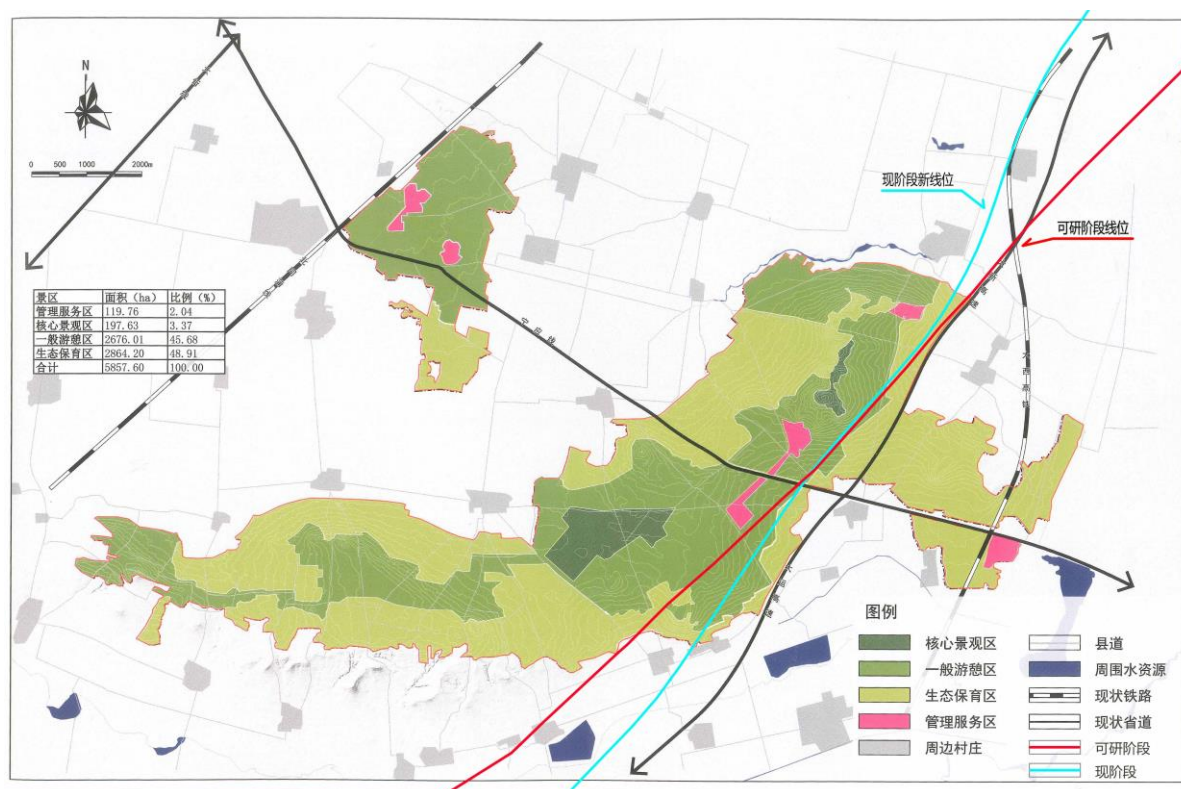 N
0 500 1000 2000m
现阶段新线位
可研阶段线位
景区 面积（ha） 比例（%）
管理服务区 119.76 2.04
核心景观区 197.63 3.37
一般游憩区 2676.01 45.68
生态保育区 2864.20 48.91
合计 5857.60 100.00
大西高铁
图例
核心景观区 县道
一般游憩区 周围水资源
生态保育区 现状铁路
管理服务区 现状省道
周边村庄 可研阶段
现阶段